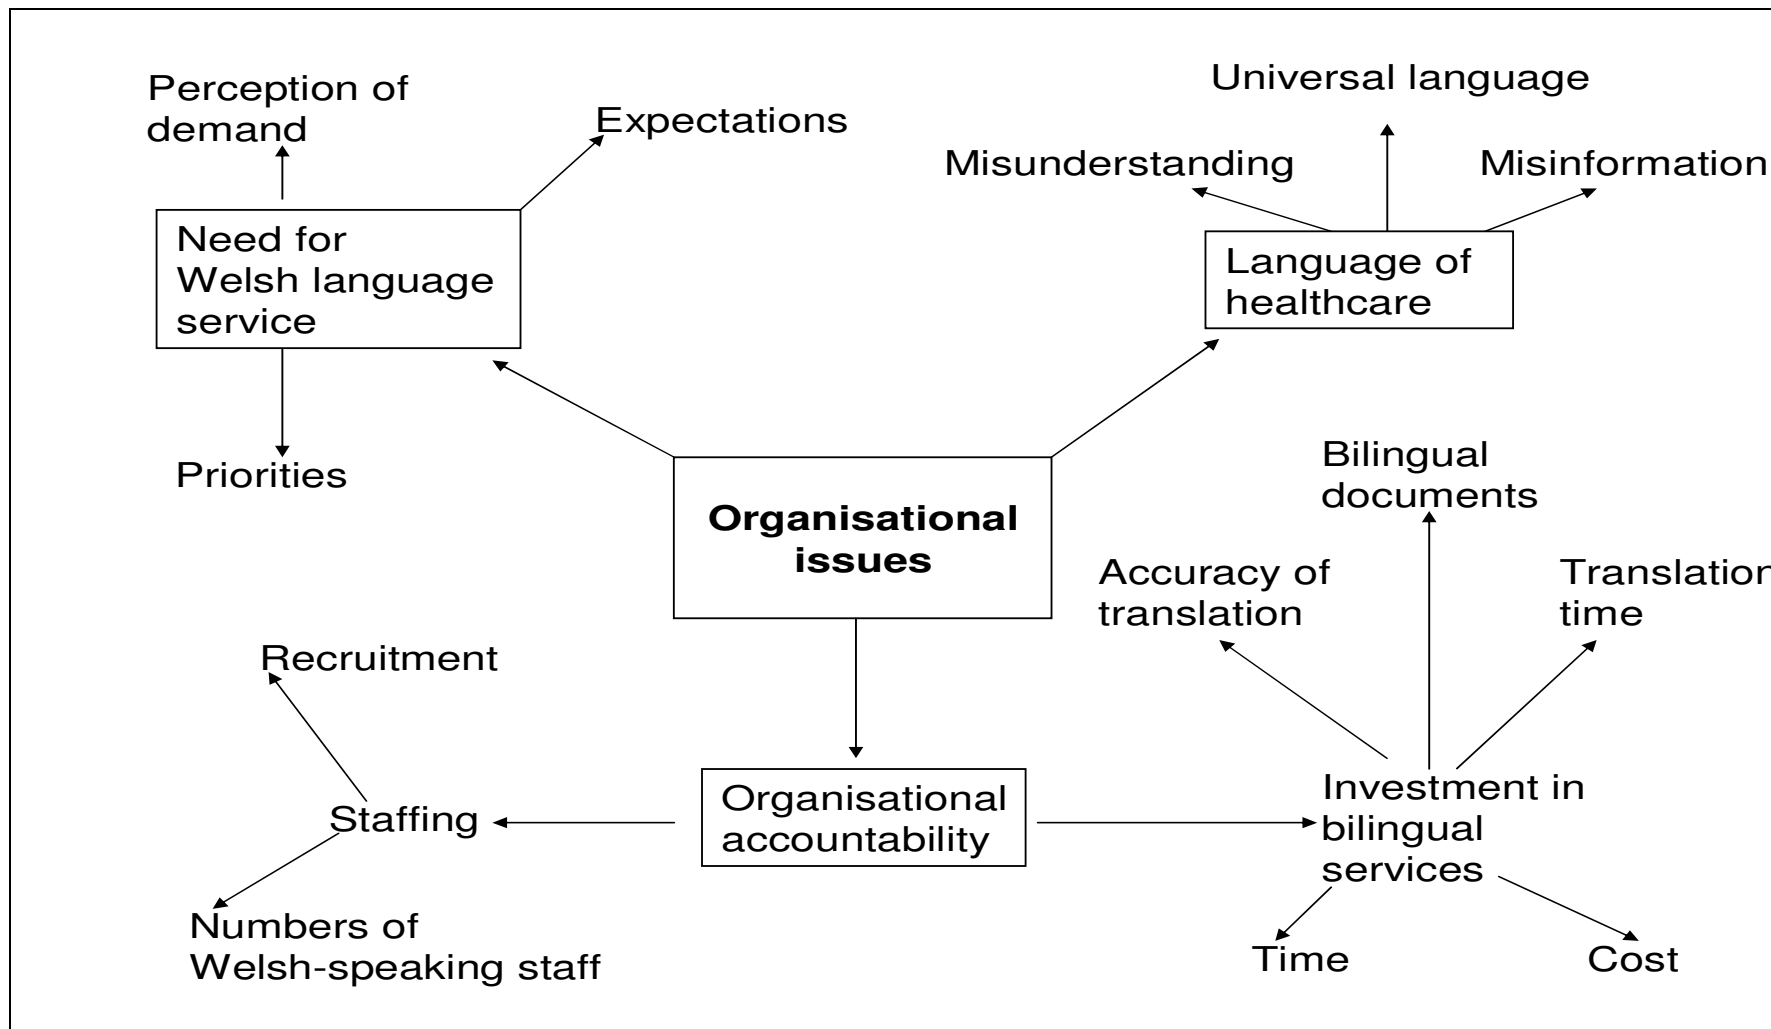 Perception of
demand
Expectations
Universal language
Misunderstanding
Misinformation
Need for
Welsh language
service
Language of
healthcare
Priorities
Organisational
issues
Bilingual
documents
Accuracy of
translation
Translation
time
Recruitment
Staffing
Organisational
accountability
Investment in
bilingual
services
Numbers of
Welsh-speaking staff
Time
Cost